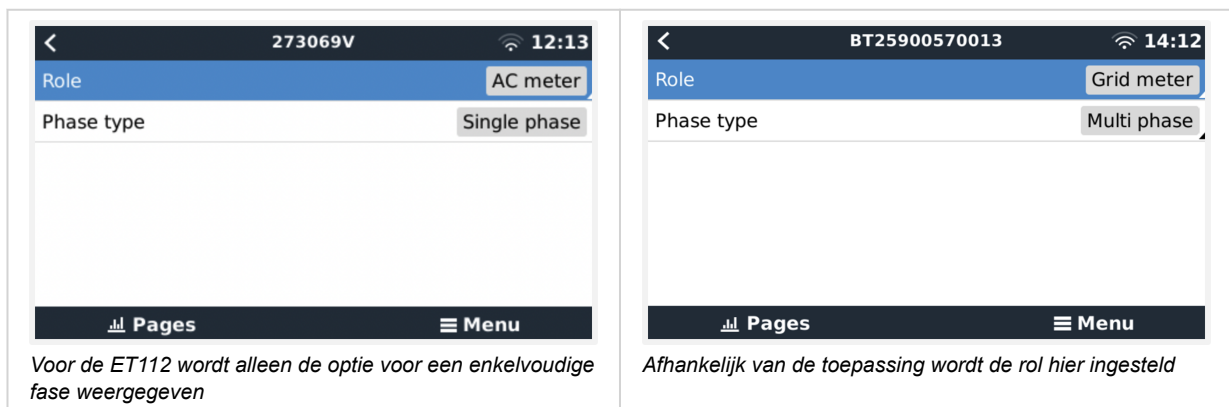 273069V 12:13
Role AC meter
Phase type Single phase
Pages Menu
Voor de ET112 wordt alleen de optie voor een enkelvoudige
fase weergegeven
BT25900570013 14:12
Role Grid meter
Phase type Multi phase
Pages Menu
Afhankelijk van de toepassing wordt de rol hier ingesteld